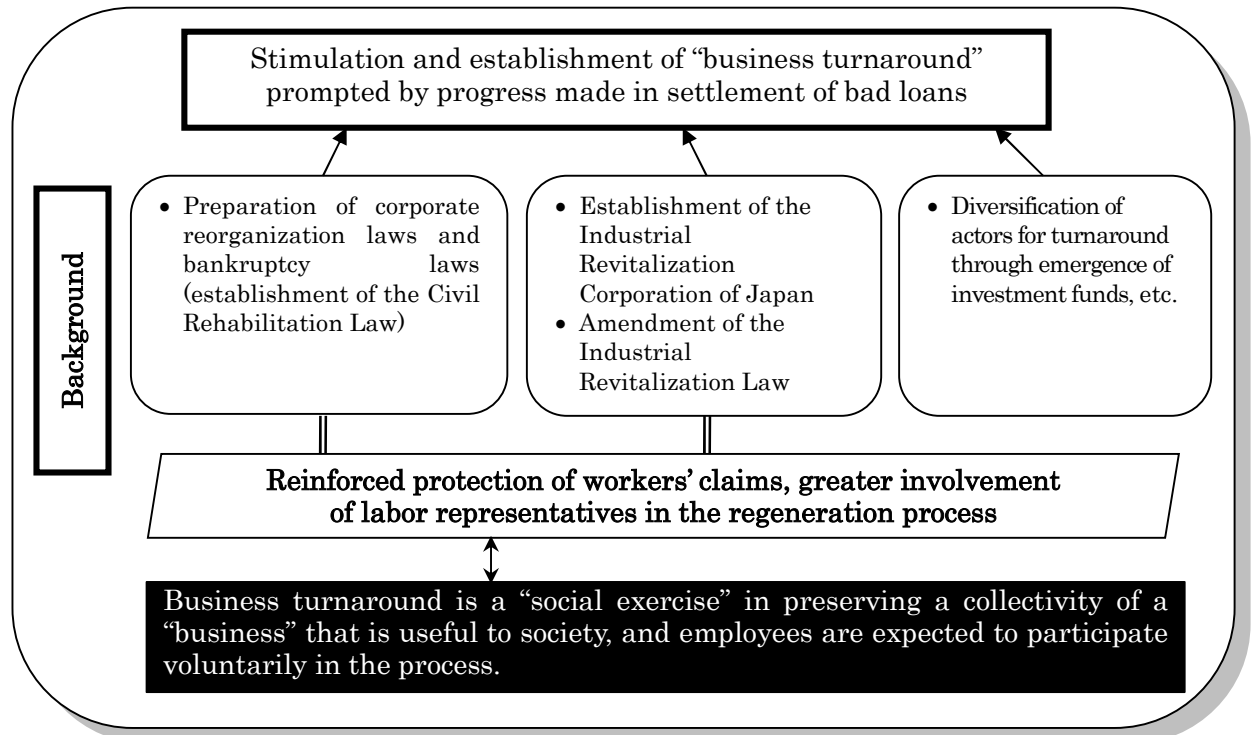 Stimulation and establishment of “business turnaround”
prompted by progress made in settlement of bad loans
Background
• Preparation of corporate
reorganization laws and
bankruptcy laws
(establishment of the Civil
Rehabilitation Law)
• Establishment of the
Industrial
Revitalization
Corporation of Japan
• Amendment of the
Industrial
Revitalization Law
• Diversification of
actors for turnaround
through emergence of
investment funds, etc.
Reinforced protection of workers’ claims, greater involvement
of labor representatives in the regeneration process
Business turnaround is a “social exercise” in preserving a collectivity of a
“business” that is useful to society, and employees are expected to participate
voluntarily in the process.